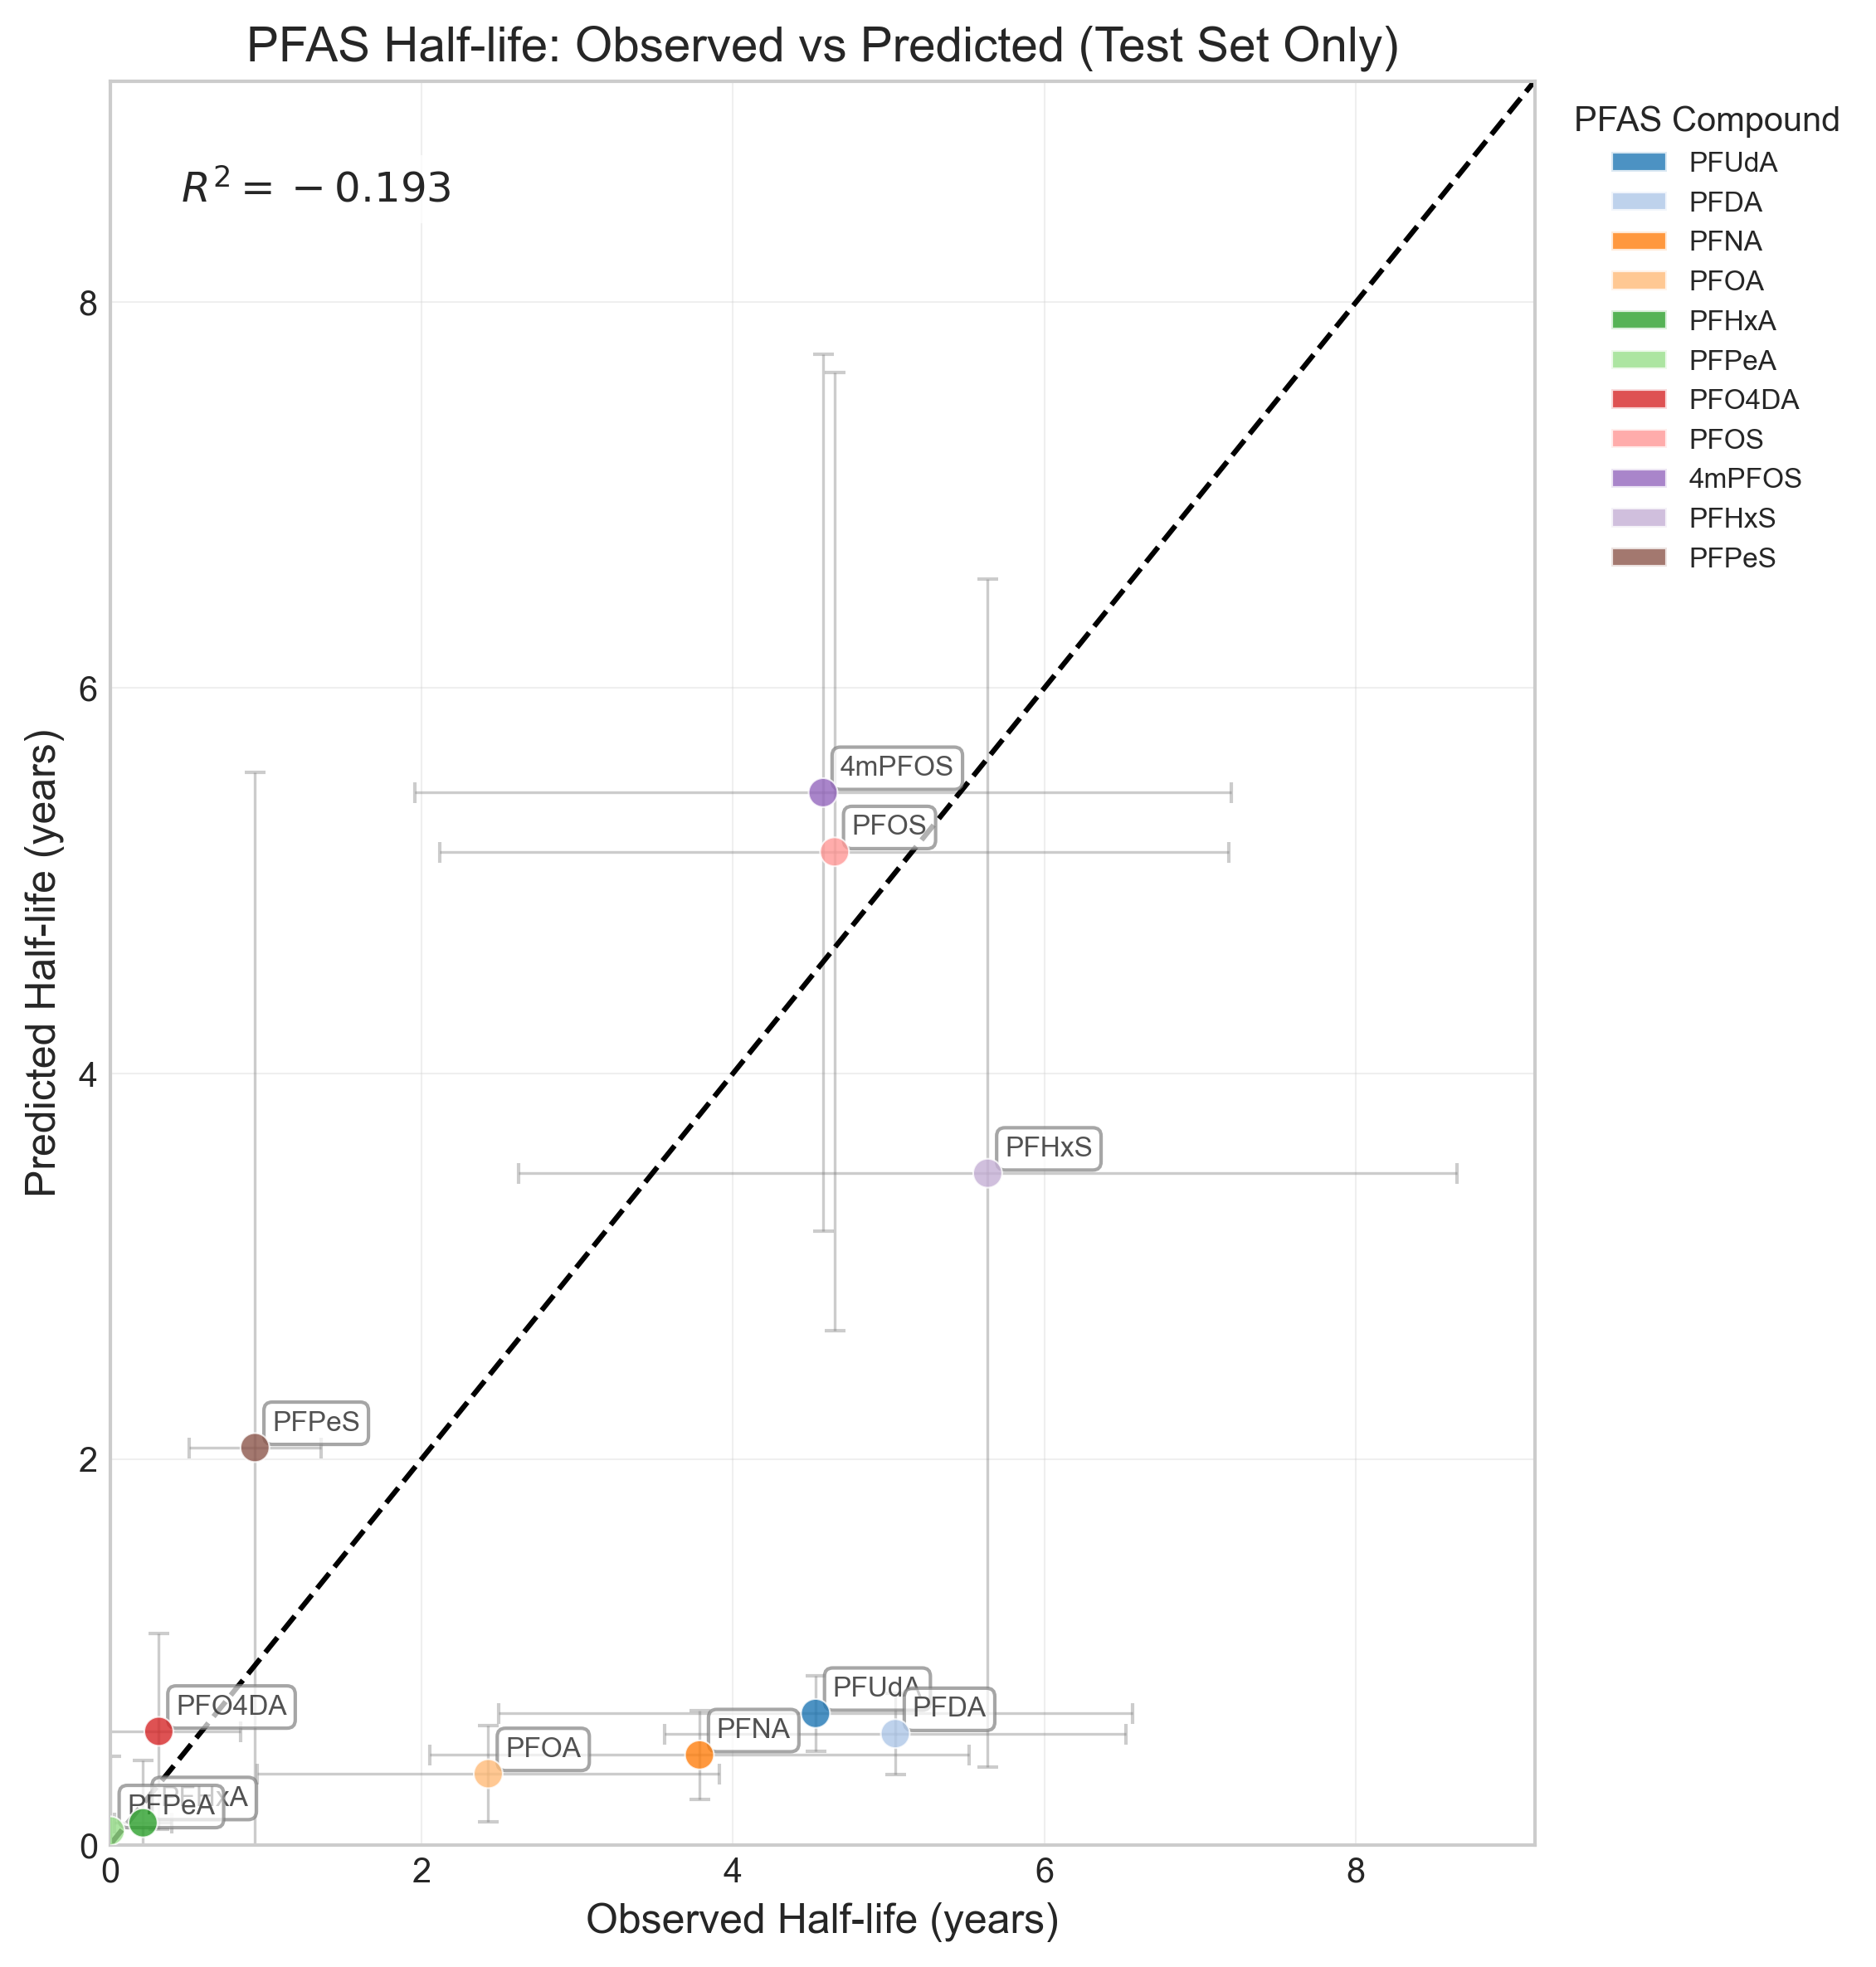 PFAS Half-life: Observed vs Predicted (Test Set Only)
R² = −0.193
PFAS Compound
PFUdA
PFDA
PFNA
PFOA
PFHxA
PFPeA
PFO4DA
PFOS
4mPFOS
PFHxS
PFPeS
Predicted Half-life (years)
8
6
4
2
0
4mPFOS
PFOS
PFHxS
PFPeS
PFO4DA
PFUdA
PFDA
PFNA
PFOA
PFHxA
PFPeA
0 2 4 6 8
Observed Half-life (years)